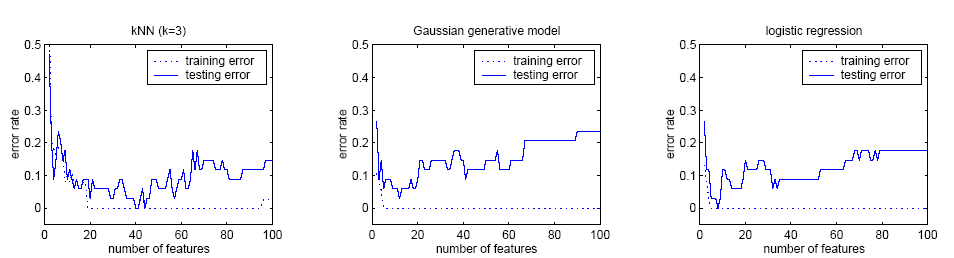 kNN (k=3)
0.5
0.4
0.3
0.2
0.1
0
error rate
training error
testing error
0 20 40 60 80 100
number of features
Gaussian generative model
0.5
0.4
0.3
0.2
0.1
0
error rate
training error
testing error
0 20 40 60 80 100
number of features
logistic regression
0.5
0.4
0.3
0.2
0.1
0
error rate
training error
testing error
0 20 40 60 80 100
number of features